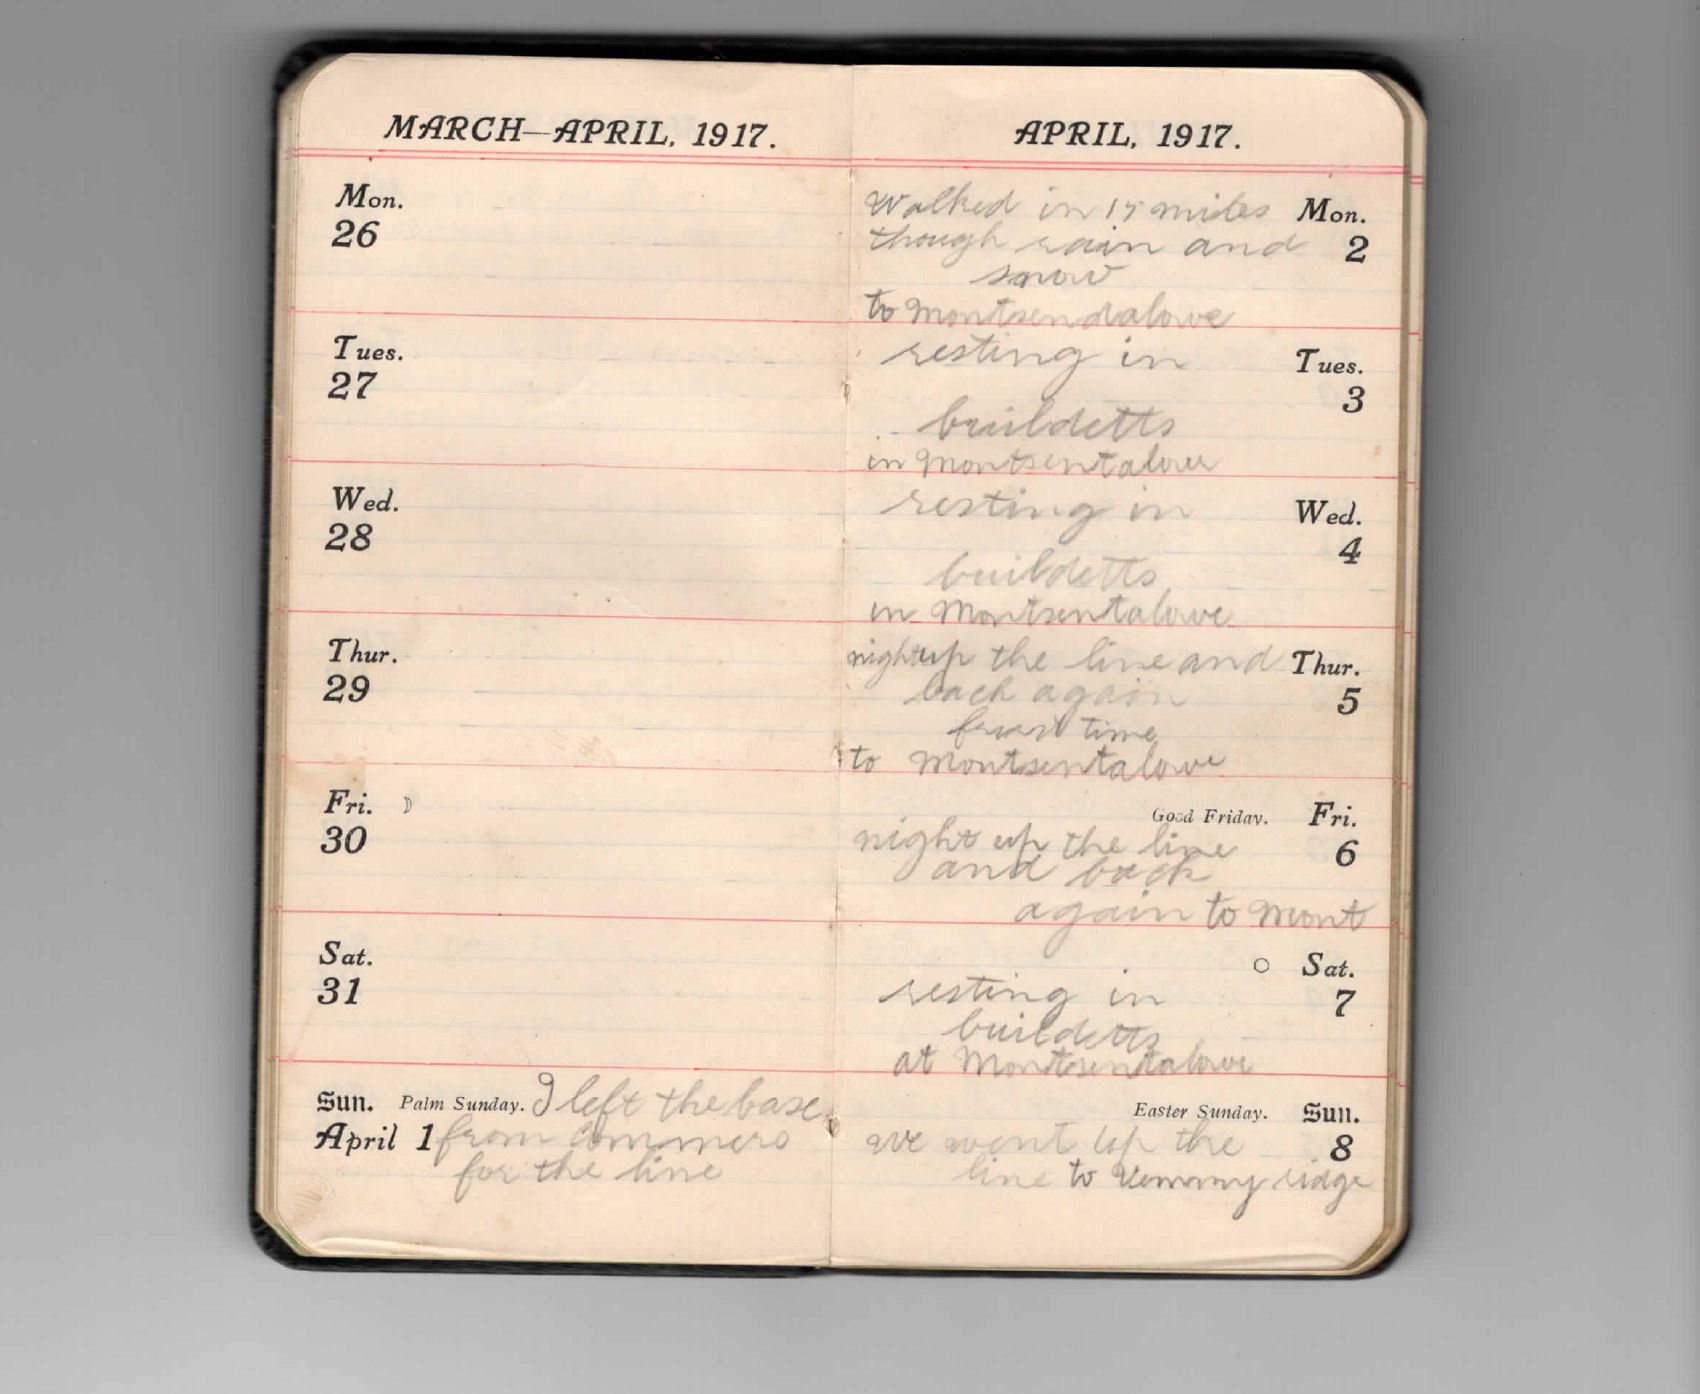 MARCH—APRIL, 1917.
Mon.
26
Tues.
27
Wed.
28
Thur.
29
Fri.
30
Sat.
31
Sun. Palm Sunday. I left the base
April 1 from commers
for the line
APRIL, 1917.
Walked in 15 miles Mon.
though rain and 2
snow
to Montsendalowe
resting in Tues.
3
buildetts
in Montsentalowe
resting in Wed.
4
buildetts
in Montsentalowe
night up the line and Thur.
back again 5
first time
to Montsentalowe
Good Friday. Fri.
night up the line 6
and back
again to Mont
Sat.
resting in 7
buildetts
at Montsentalowe
Easter Sunday. Sun.
we went up the 8
line to Vemmy ridge